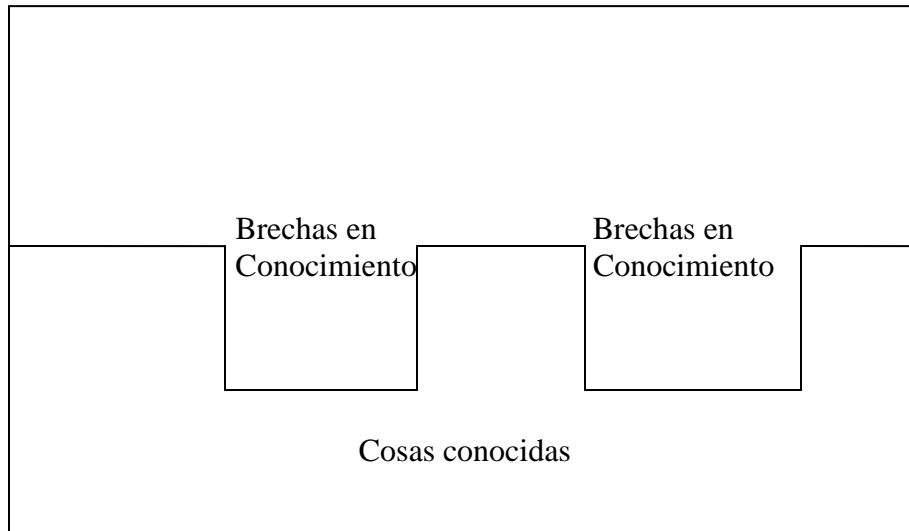 Brechas en
Conocimiento
Brechas en
Conocimiento
Cosas conocidas